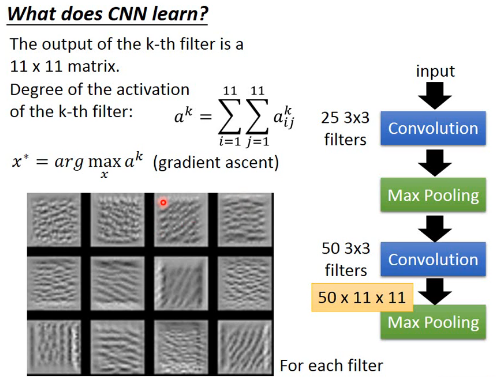 What does CNN learn?
The output of the k-th filter is a
11 x 11 matrix.
Degree of the activation
of the k-th filter:
a^k = \sum_{i=1}^{11} \sum_{j=1}^{11} a_{ij}^k
x^* = arg max_x a^k (gradient ascent)
input
25 3x3
filters
Convolution
Max Pooling
50 3x3
filters
Convolution
50 x 11 x 11
Max Pooling
For each filter